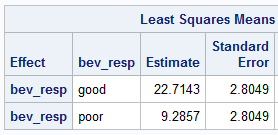 Least Squares Means
Effect bev_resp Estimate Standard Error
bev_resp good 22.7143 2.8049
bev_resp poor 9.2857 2.8049